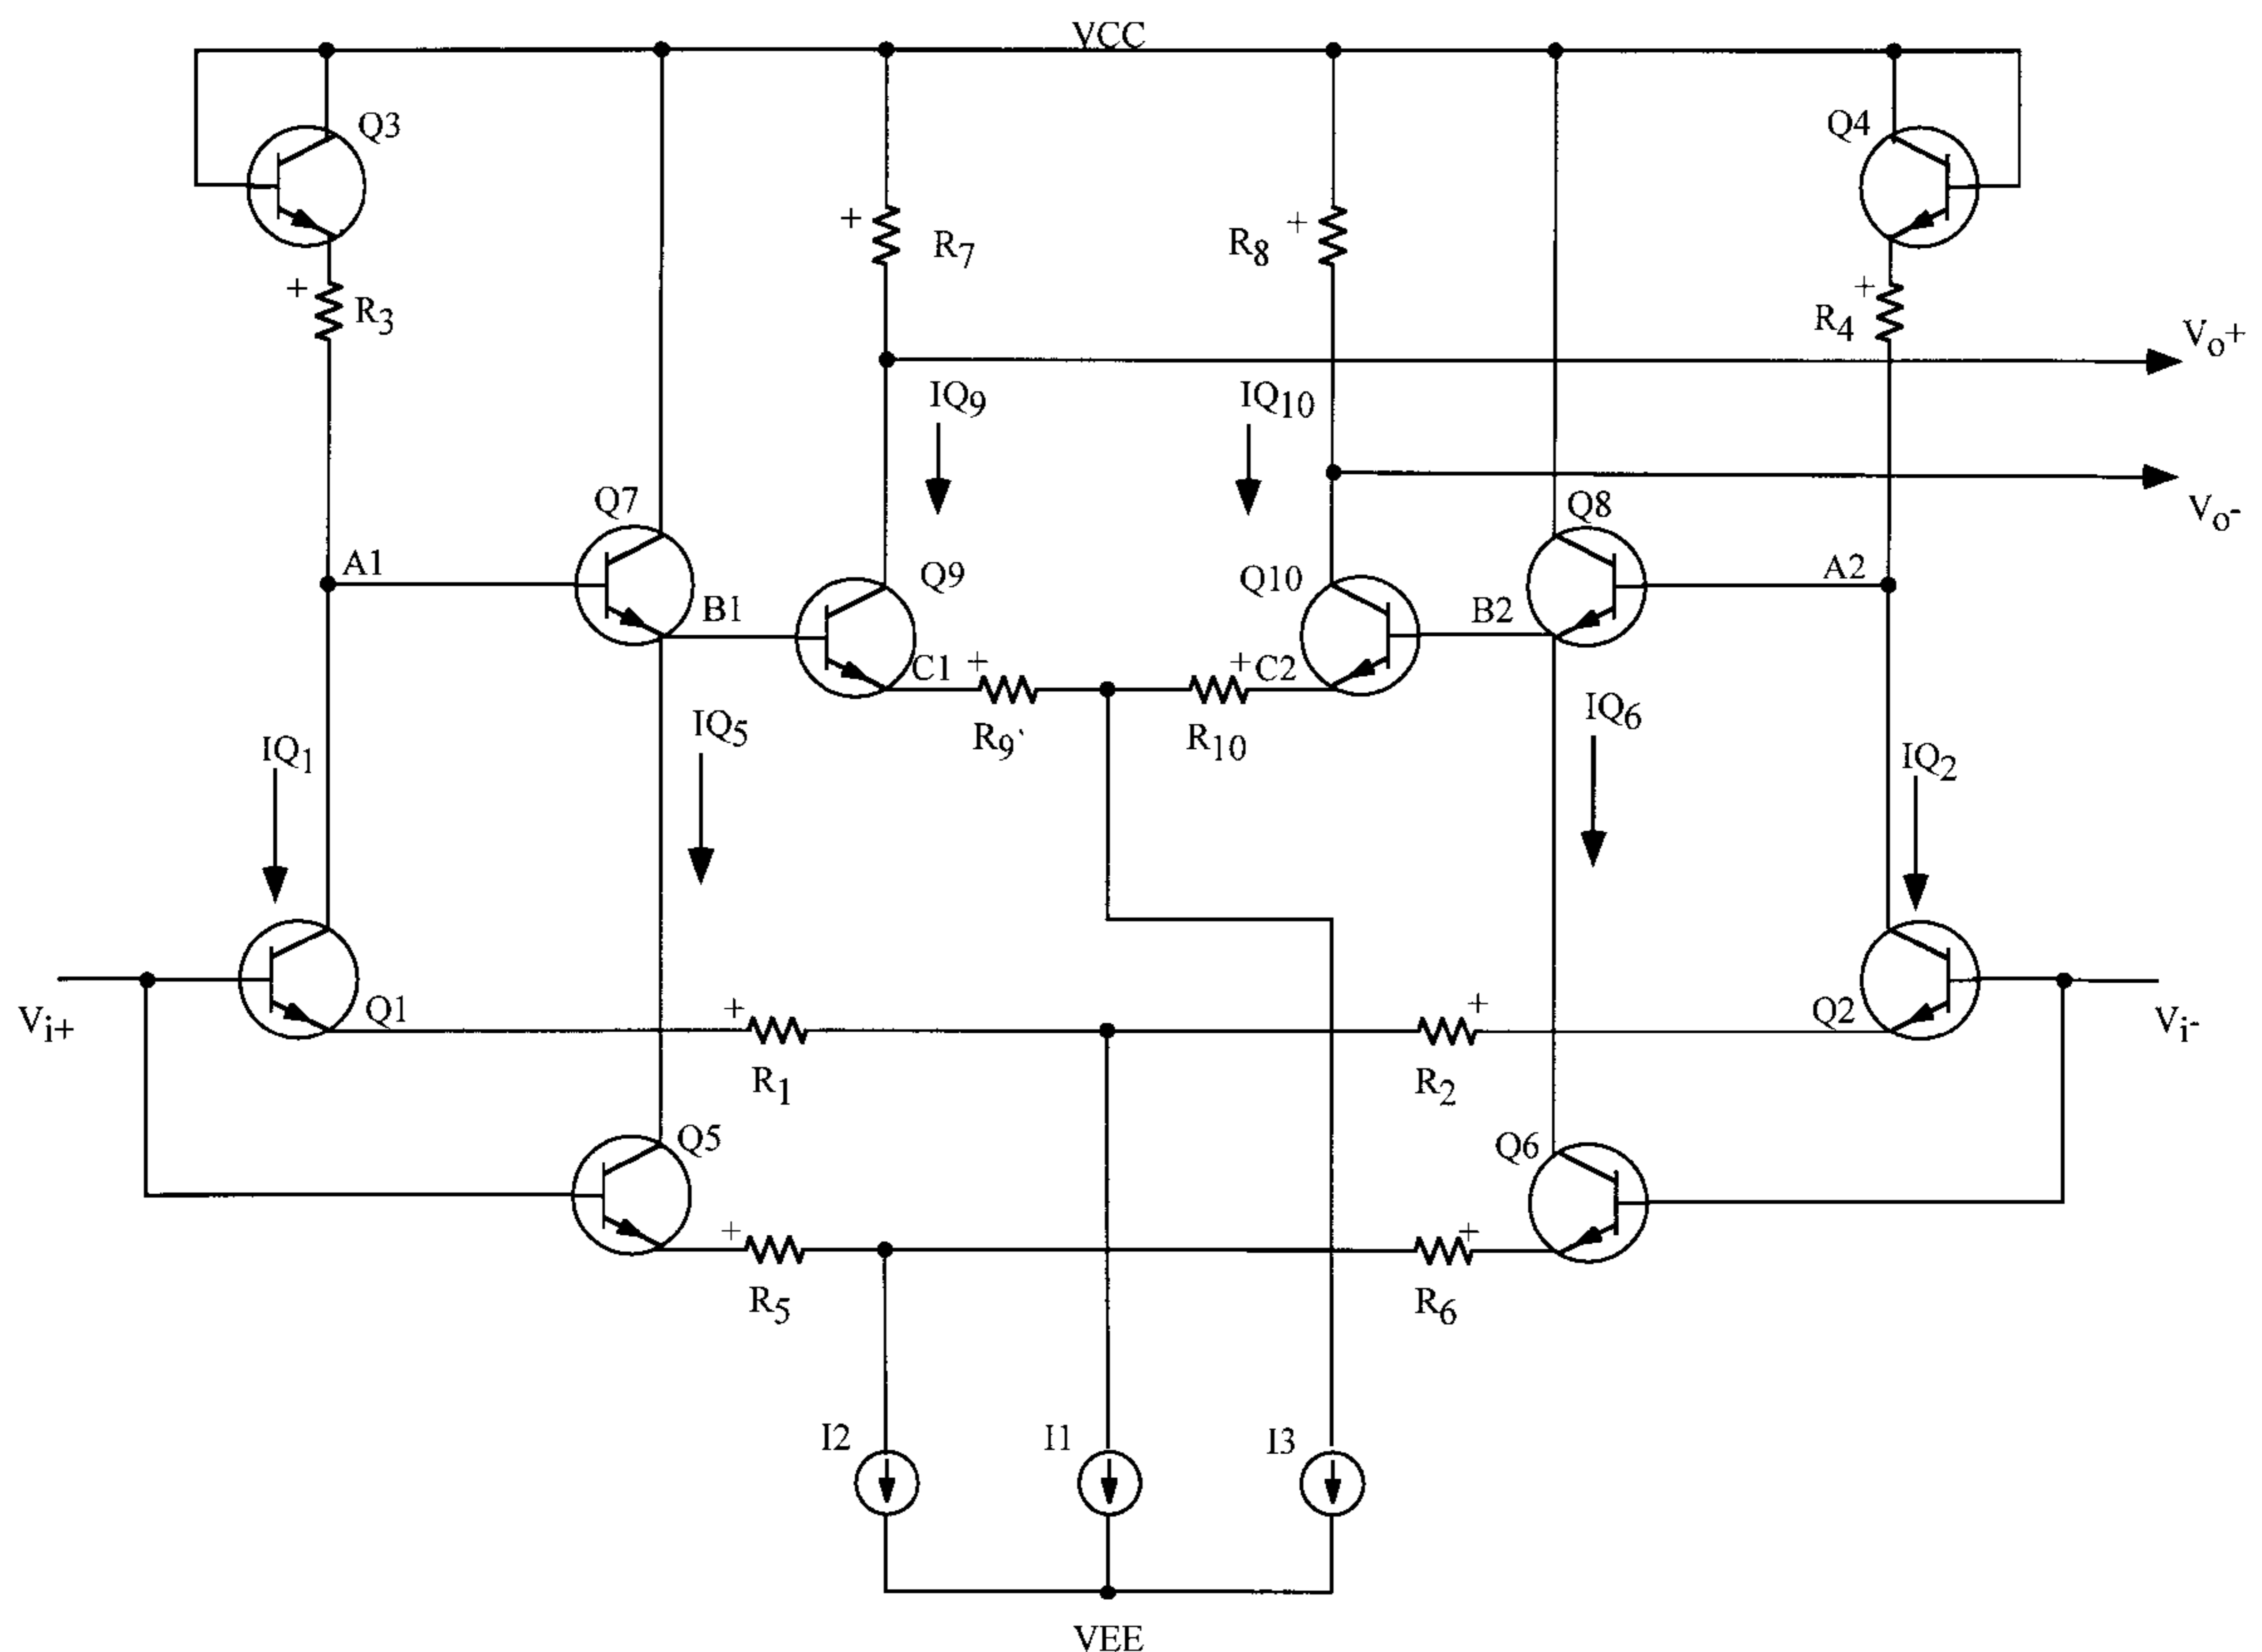 VCC
Q3
Q4
+
R7
+
R8
+
R3
+
R4
Vo+
IQ9
IQ10
Q7
Q8
Vo-
A1
Q9
Q10
A2
B1
B2
C1
+
+
C2
R9`
R10
IQ5
IQ6
IQ1
IQ2
Vi+
Q1
+
R1
+
R2
Q2
Vi-
Q5
Q6
+
R5
+
R6
I2
I1
I3
VEE